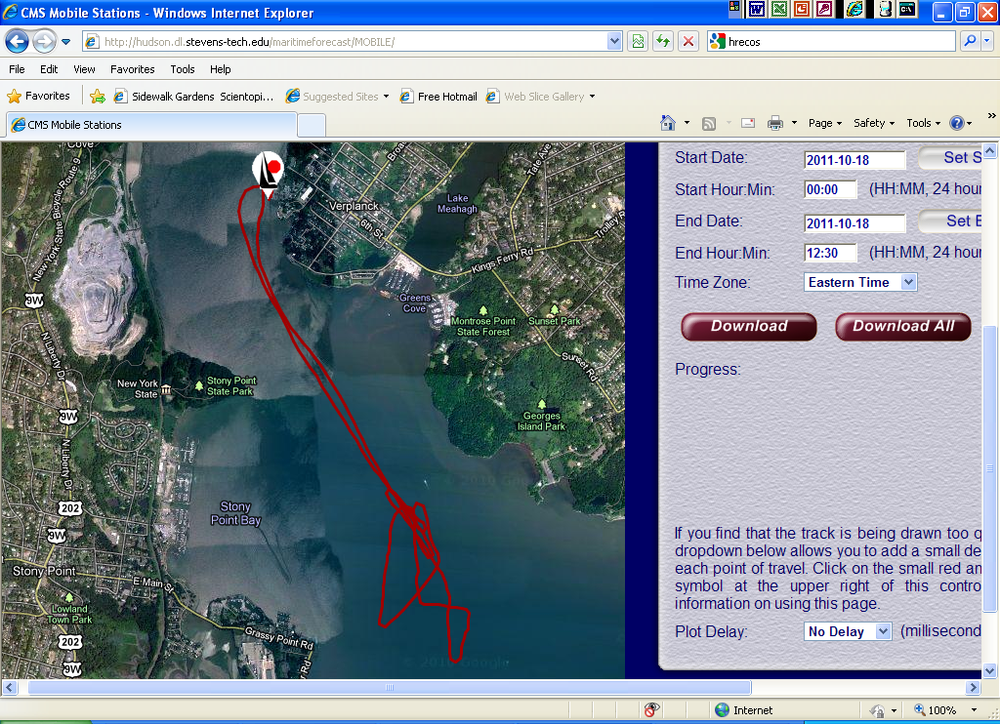 CMS Mobile Stations - Windows Internet Explorer
http://hudson.dl.stevens-tech.edu/maritimeforecast/MOBILE/
hrecos
File Edit View Favorites Tools Help
Favorites Sidewalk Gardens Scientopi... Suggested Sites Free Hotmail Web Slice Gallery
CMS Mobile Stations
Page Safety Tools
Cove
New York State Bicycle Route 9
9W
N Liberty Dr
New York
State
Stony Point
State Park
9W
N Liberty Dr
202
9W
Stony Point
E Main St
Lowland
Town Park
202
9W
Grassy Point Rd
Stony
Point Bay
Verplanck
6th St
Broa
Tate Ave
Lake
Meahagh
Trolley R
Kings Ferry Rd
Greens
Cove
Montrose Point
State Forest
Sunset Park
Sunset Rd
Georges
Island Park
© 2010 Google
Start Date: 2011-10-18 Set S
Start Hour:Min: 00:00 (HH:MM, 24 hour
End Date: 2011-10-18 Set E
End Hour:Min: 12:30 (HH:MM, 24 hour
Time Zone: Eastern Time
Download Download All
Progress:
If you find that the track is being drawn too q
dropdown below allows you to add a small de
each point of travel. Click on the small red an
symbol at the upper right of this contro
information on using this page.
Plot Delay: No Delay (millisecond
Internet 100%